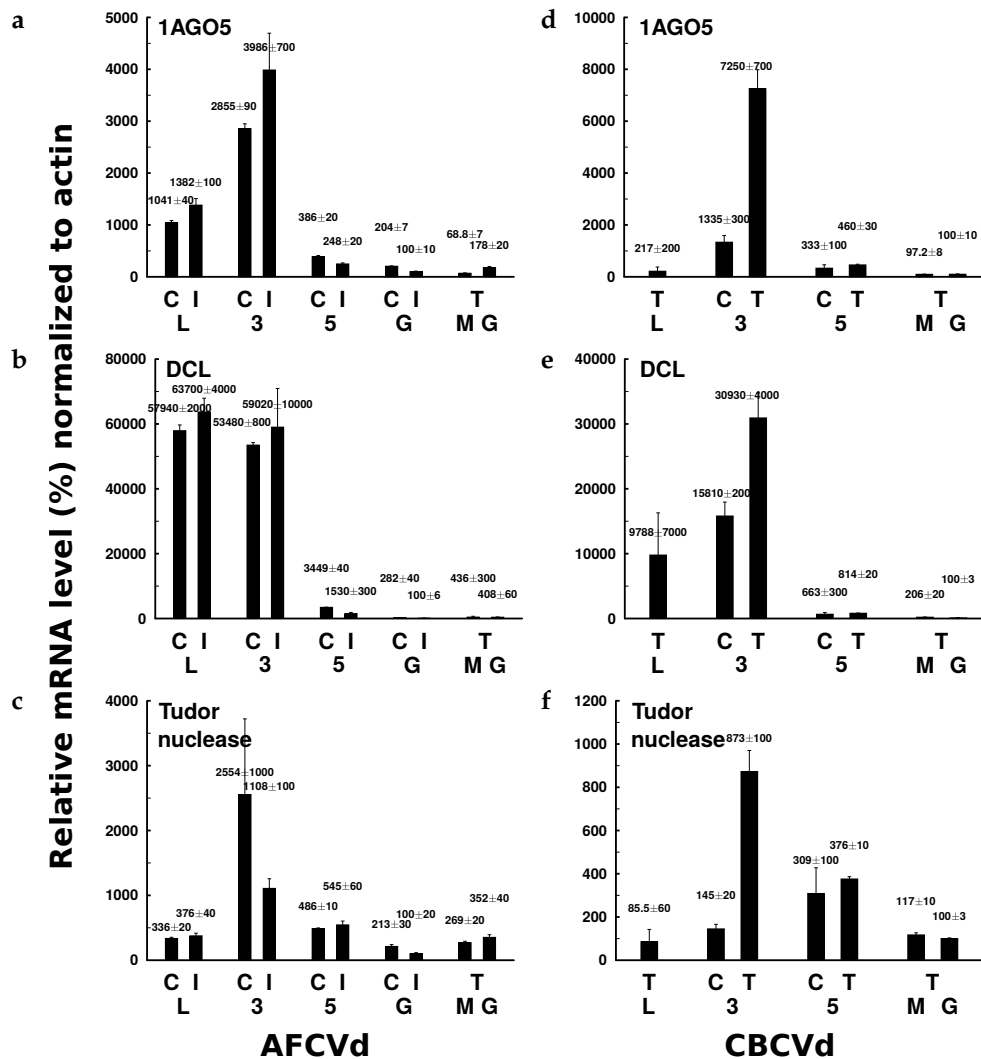 Relative mRNA level (%) normalized to actin
a
1AGO5
5000
4000
3000
2000
1000
0
1041±40
1382±100
2855±90
3986±700
386±20
248±20
204±7
100±10
68.8±7
178±20
C I C I C I C I T
L 3 5 G M G
b
DCL
80000
60000
40000
20000
0
57940±2000
63700±4000
53480±800
59020±10000
3449±40
1530±300
282±40
100±6
436±300
408±60
C I C I C I C I T
L 3 5 G M G
c
Tudor
nuclease
4000
3000
2000
1000
0
336±20
376±40
2554±1000
1108±100
486±10
545±60
213±30
100±20
269±20
352±40
C I C I C I C I T
L 3 5 G M G
AFCVd
d
1AGO5
10000
8000
6000
4000
2000
0
217±200
1335±300
7250±700
333±100
460±30
97.2±8
100±10
T C T C T T
L 3 5 M G
e
DCL
40000
30000
20000
10000
0
9788±7000
15810±200
30930±4000
663±300
814±20
206±20
100±3
T C T C T T
L 3 5 M G
f
Tudor
nuclease
1200
1000
800
600
400
200
0
85.5±60
145±20
873±100
309±100
376±10
117±10
100±3
T C T C T T
L 3 5 M G
CBCVd